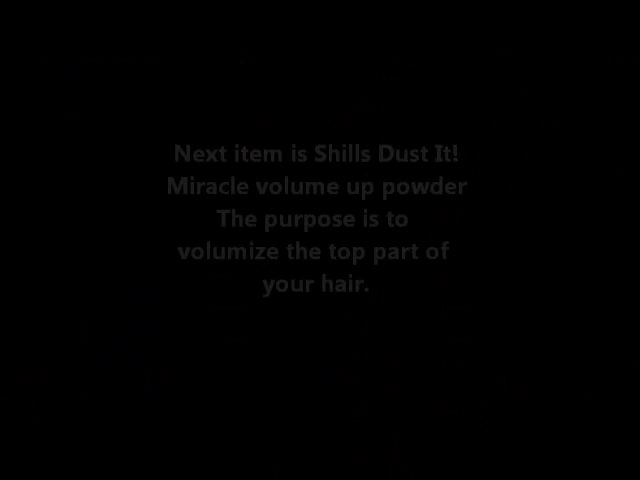 Next item is Shills Dust It!
Miracle volume up powder
The purpose is to
volumize the top part of
your hair.